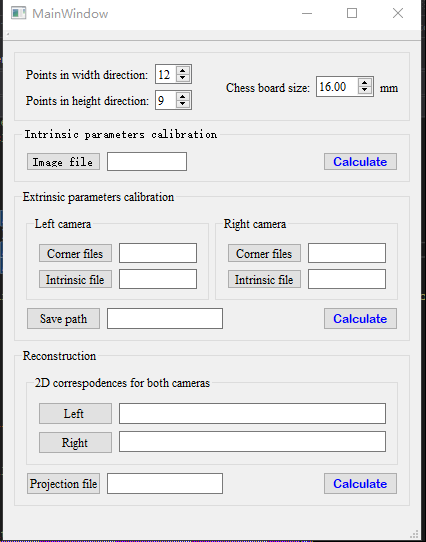 MainWindow
Points in width direction: 12
Points in height direction: 9
Chess board size: 16.00 mm
Intrinsic parameters calibration
Image file Calculate
Extrinsic parameters calibration
Left camera Right camera
Corner files Corner files
Intrinsic file Intrinsic file
Save path Calculate
Reconstruction
2D correspodences for both cameras
Left
Right
Projection file Calculate